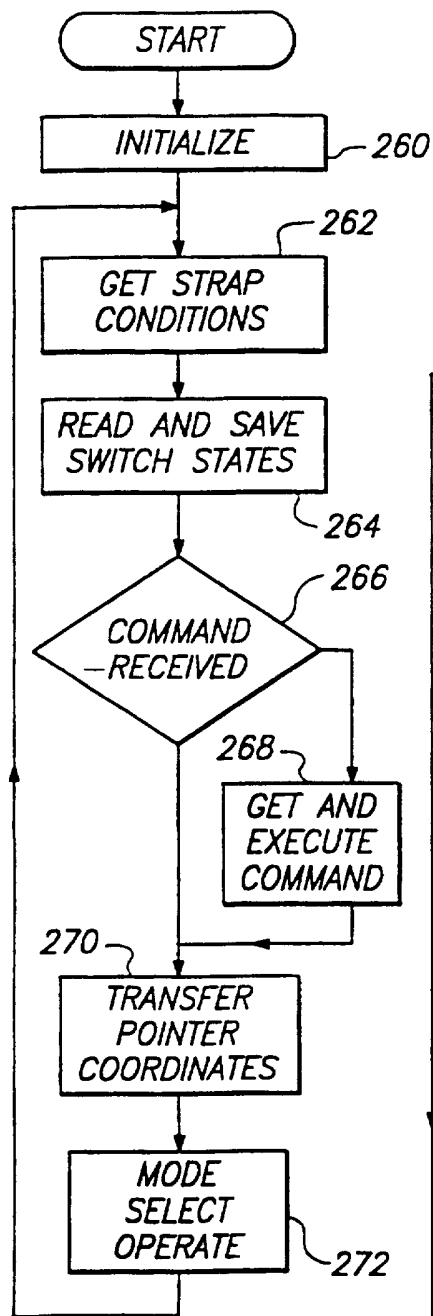 START
INITIALIZE
260
262
GET STRAP
CONDITIONS
READ AND SAVE
SWITCH STATES
264
266
COMMAND
-RECEIVED
268
GET AND
EXECUTE
COMMAND
270
TRANSFER
POINTER
COORDINATES
MODE
SELECT
OPERATE
272